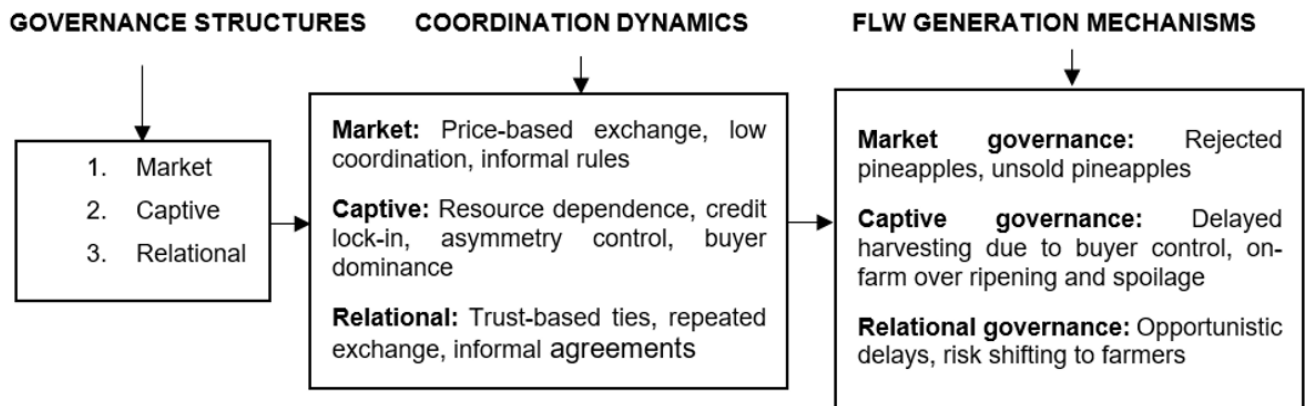 GOVERNANCE STRUCTURES
COORDINATION DYNAMICS
FLW GENERATION MECHANISMS
1. Market
2. Captive
3. Relational
Market: Price-based exchange, low
coordination, informal rules
Captive: Resource dependence, credit
lock-in, asymmetry control, buyer
dominance
Relational: Trust-based ties, repeated
exchange, informal agreements
Market governance: Rejected
pineapples, unsold pineapples
Captive governance: Delayed
harvesting due to buyer control, on-
farm over ripening and spoilage
Relational governance: Opportunistic
delays, risk shifting to farmers